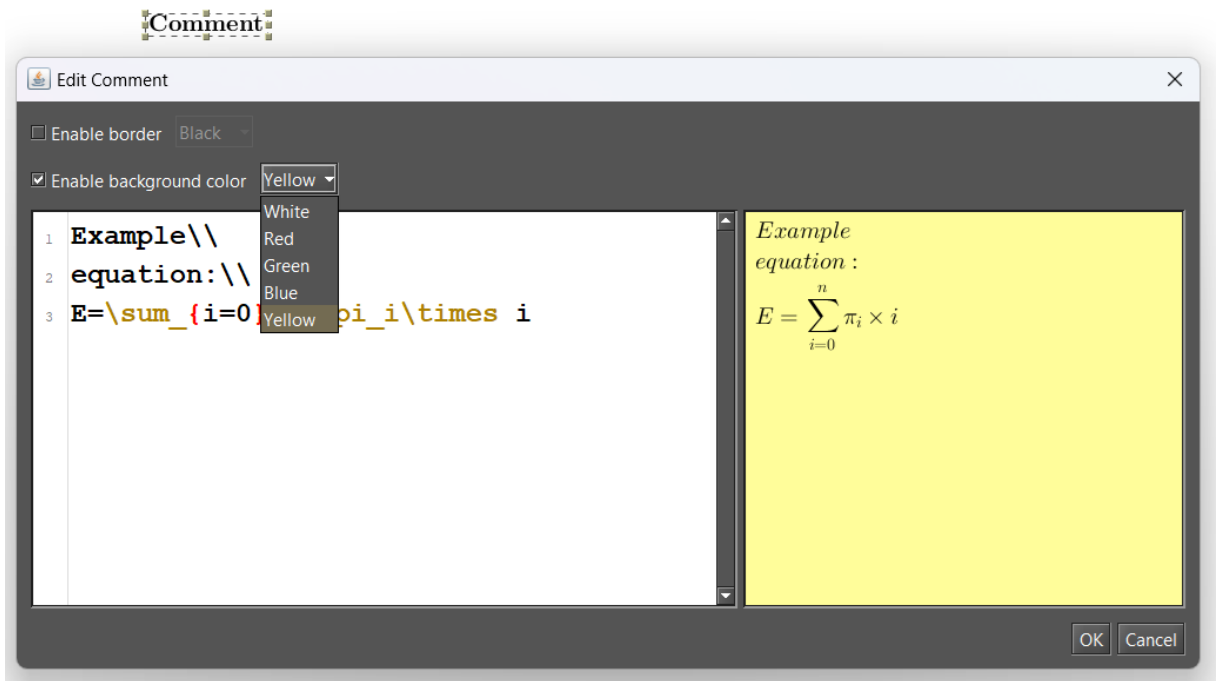 Comment
Edit Comment
Enable border Black
Enable background color Yellow
White
Red
Green
Blue
Yellow
1 Example\\
2 equation:\\
3 E=\sum_{i=0} pi_i\times i
Example
equation :
n
E = ∑ π_i × i
i=0
OK Cancel